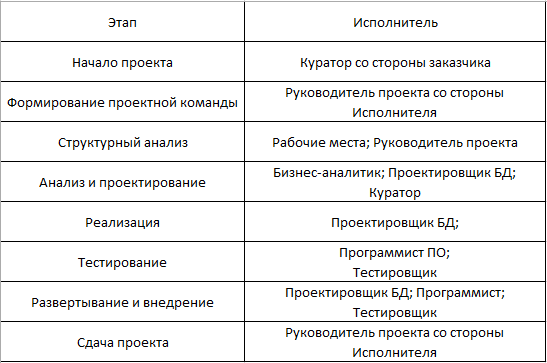 Этап
Исполнитель
Начало проекта
Куратор со стороны заказчика
Формирование проектной команды
Руководитель проекта со стороны
Исполнителя
Структурный анализ
Рабочие места; Руководитель проекта
Анализ и проектирование
Бизнес-аналитик; Проектировщик БД;
Куратор
Реализация
Проектировщик БД;
Тестирование
Программист ПО;
Тестировщик
Развертывание и внедрение
Проектировщик БД; Программист;
Тестировщик
Сдача проекта
Руководитель проекта со стороны
Исполнителя